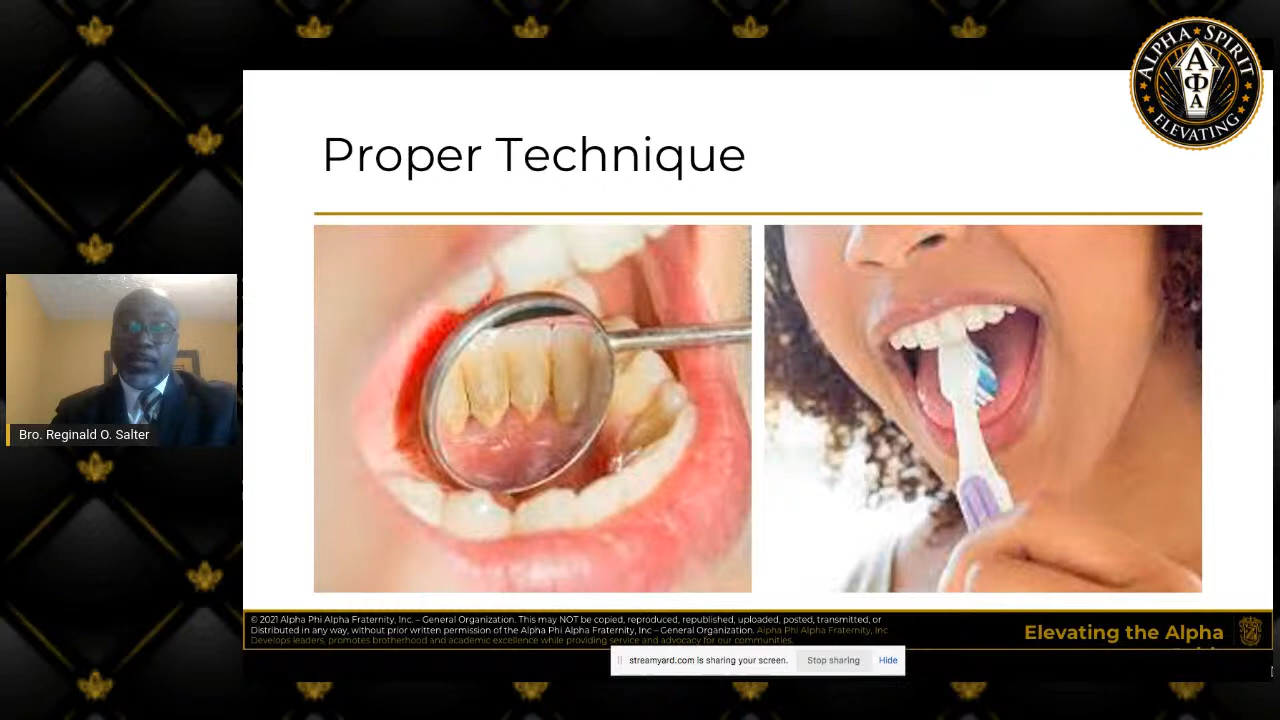 ALPHA SPIRIT
Α
Φ
Α
ELEVATING
Proper Technique
Bro. Reginald O. Salter
© 2021 Alpha Phi Alpha Fraternity, Inc. – General Organization. This may NOT be copied, reproduced, republished, uploaded, posted, transmitted, or
Distributed in any way, without prior written permission of the Alpha Phi Alpha Fraternity, Inc – General Organization. Alpha Phi Alpha Fraternity, Inc
Develops leaders, promotes brotherhood and academic excellence while providing service and advocacy for our communities.
Elevating the Alpha
streamyard.com is sharing your screen.
Stop sharing
Hide